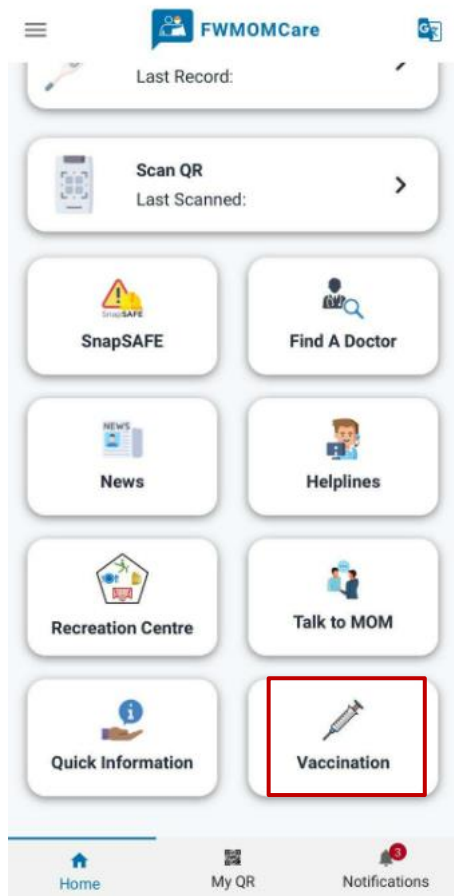 FWMOMCare
Last Record:
Scan QR
Last Scanned:
SnapSAFE
SnapSAFE
Find A Doctor
NEWS
News
Helplines
Recreation Centre
Talk to MOM
Quick Information
Vaccination
3
Home
My QR
Notifications